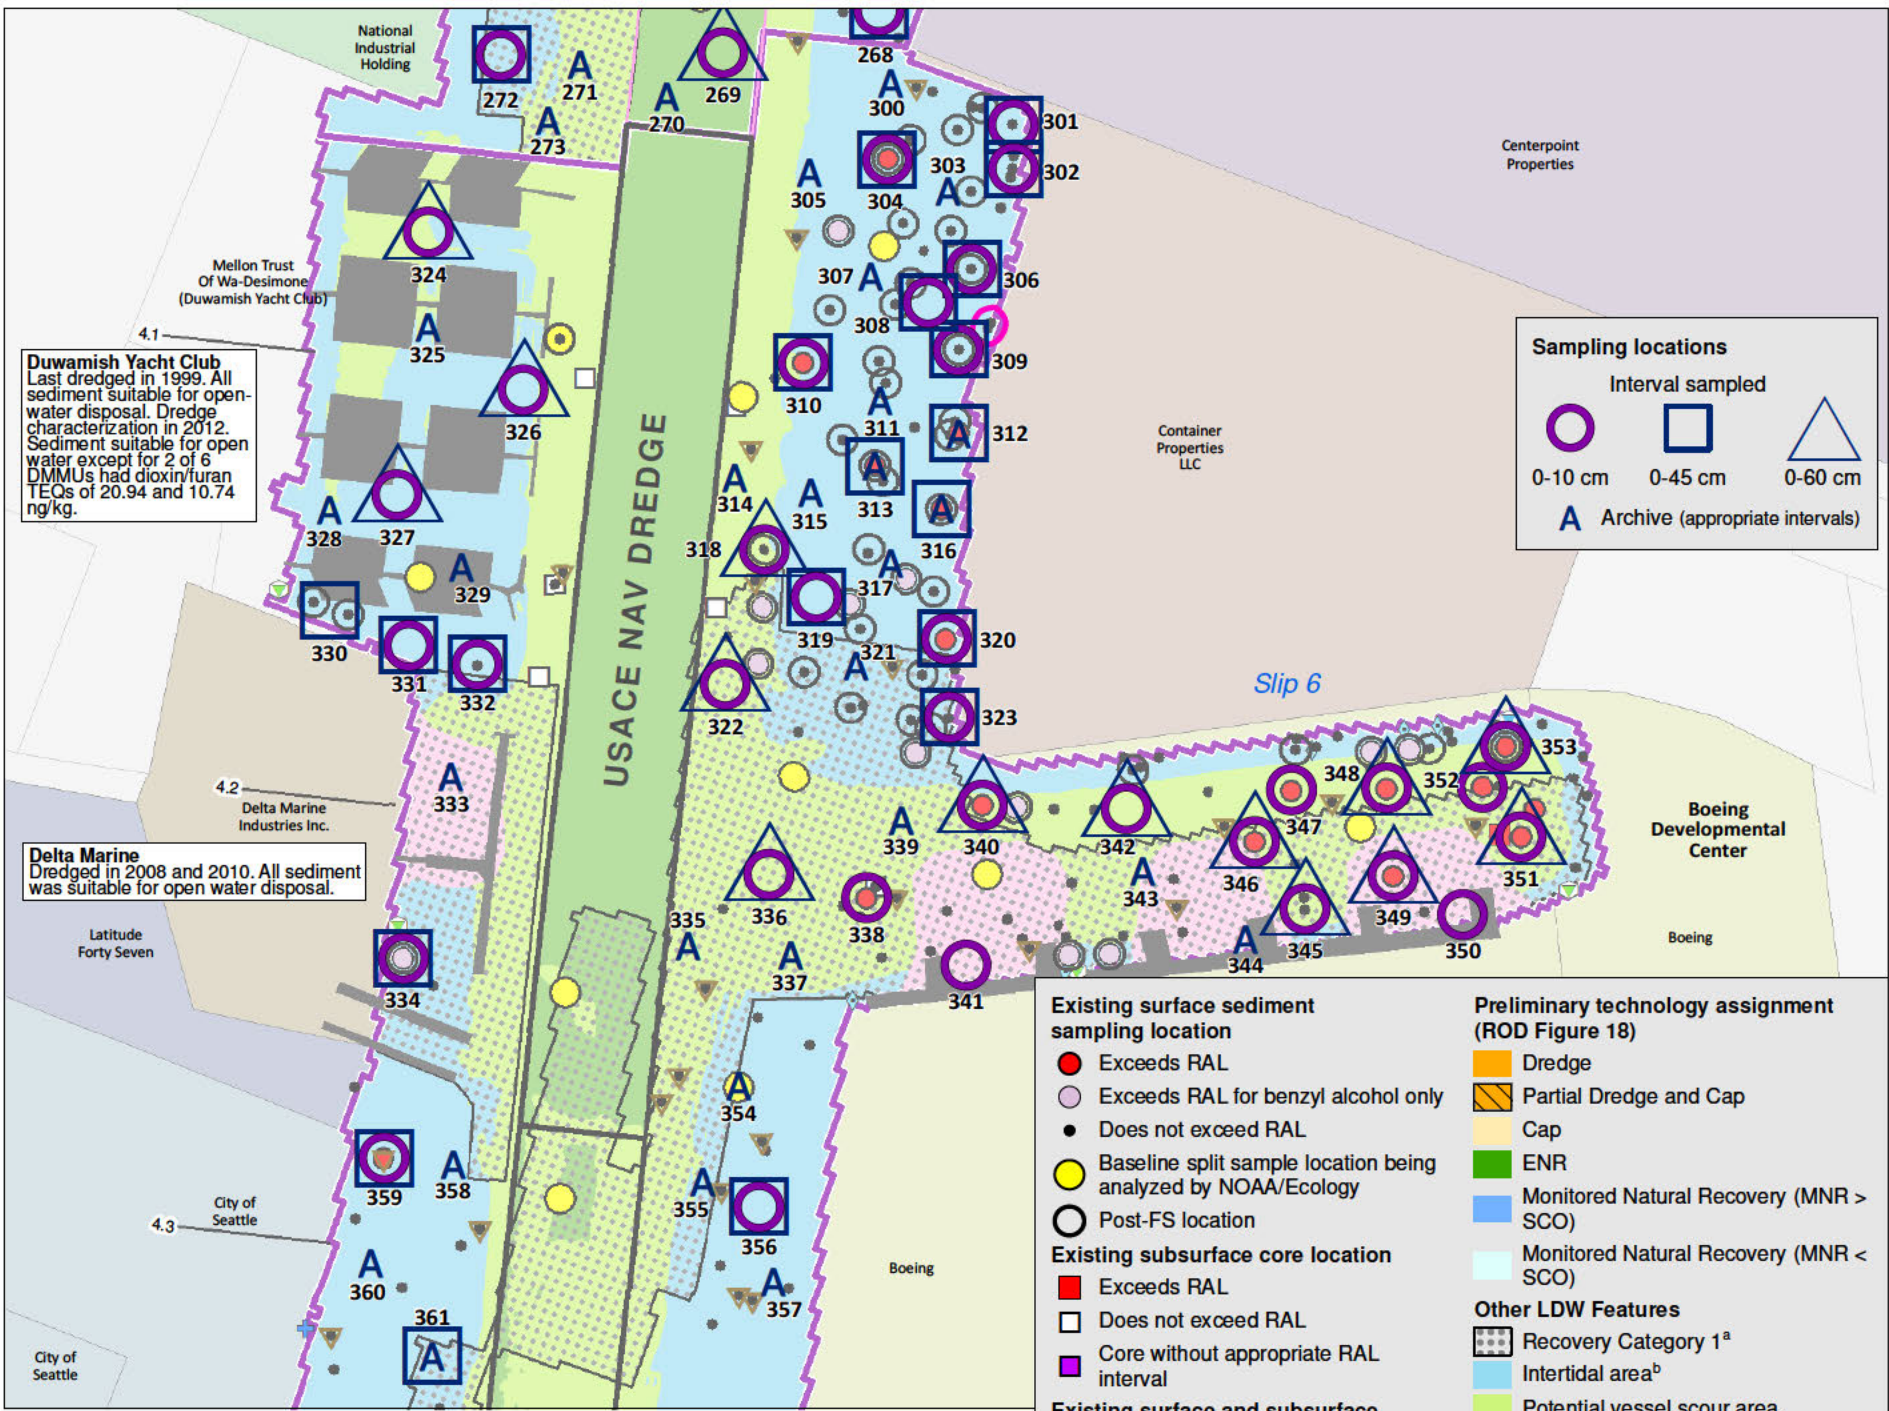 National
Industrial
Holding
272
A
271
A
273
A
270
269
268
A
300
301
302
303
A
304
A
305
306
307
A
308
309
310
A
311
A
312
A
313
A
314
A
315
A
316
A
317
318
319
320
321
A
322
323
324
A
325
326
327
A
328
A
329
330
331
332
A
333
334
335
A
336
A
337
338
A
339
340
341
342
A
343
A
344
345
346
347
348
349
350
351
352
353
A
354
A
355
356
A
357
A
358
359
A
360
361
A
USACE NAV DREDGE
Slip 6
Mellon Trust
Of Wa-Desimone
(Duwamish Yacht Club)
4.1
Duwamish Yacht Club
Last dredged in 1999. All
sediment suitable for open-
water disposal. Dredge
characterization in 2012.
Sediment suitable for open
water except for 2 of 6
DMMUs had dioxin/furan
TEQs of 20.94 and 10.74
ng/kg.
4.2
Delta Marine
Industries Inc.
Delta Marine
Dredged in 2008 and 2010. All sediment
was suitable for open water disposal.
Latitude
Forty Seven
City of
Seattle
4.3
City of
Seattle
Centerpoint
Properties
Container
Properties
LLC
Boeing
Developmental
Center
Boeing
Boeing
Sampling locations
Interval sampled
0-10 cm
0-45 cm
0-60 cm
A Archive (appropriate intervals)
Existing surface sediment
sampling location
Exceeds RAL
Exceeds RAL for benzyl alcohol only
Does not exceed RAL
Baseline split sample location being
analyzed by NOAA/Ecology
Post-FS location
Existing subsurface core location
Exceeds RAL
Does not exceed RAL
Core without appropriate RAL
interval
Existing surface and subsurface
Preliminary technology assignment
(ROD Figure 18)
Dredge
Partial Dredge and Cap
Cap
ENR
Monitored Natural Recovery (MNR >
SCO)
Monitored Natural Recovery (MNR <
SCO)
Other LDW Features
Recovery Category 1ᵃ
Intertidal areaᵇ
Potential vessel scour area